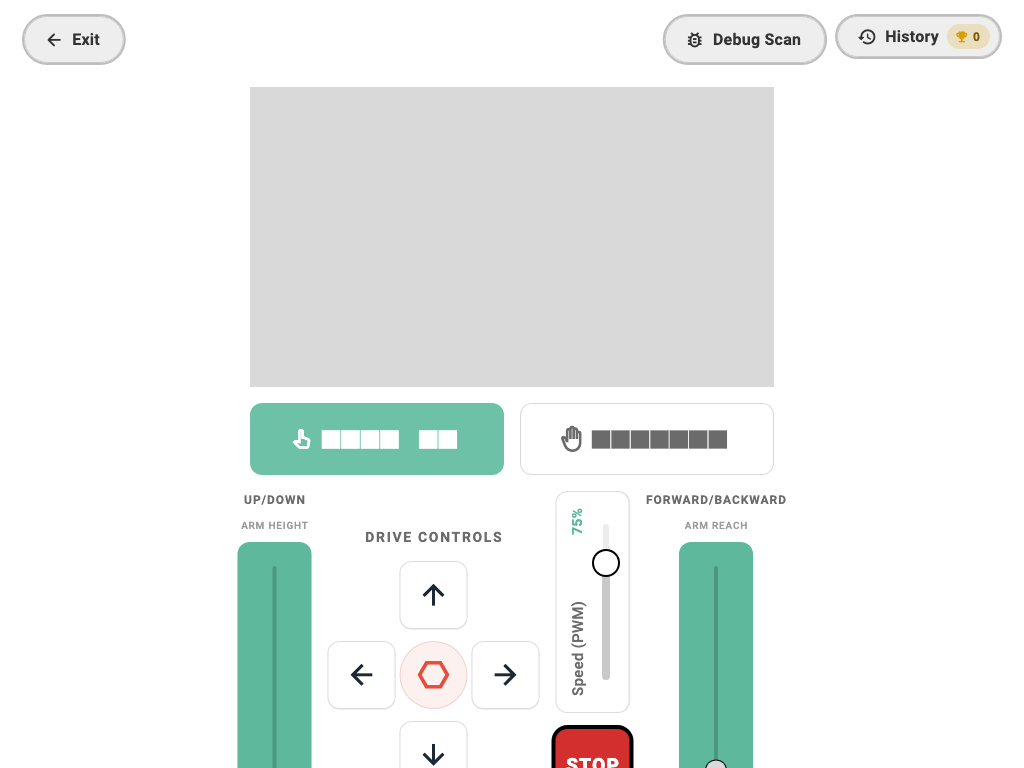 Exit
Debug Scan
History 0
UP/DOWN
ARM HEIGHT
DRIVE CONTROLS
75%
Speed (PWM)
FORWARD/BACKWARD
ARM REACH
STOP